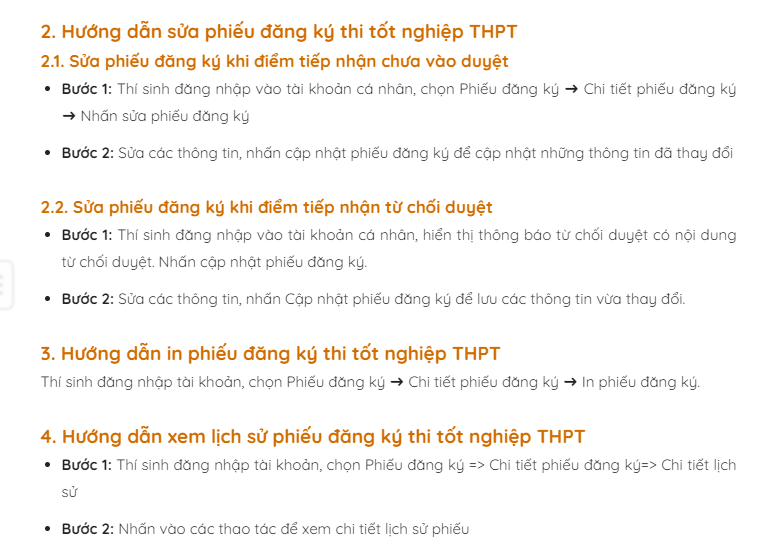 2. Hướng dẫn sửa phiếu đăng ký thi tốt nghiệp THPT
2.1. Sửa phiếu đăng ký khi điểm tiếp nhận chưa vào duyệt
• Bước 1: Thí sinh đăng nhập vào tài khoản cá nhân, chọn Phiếu đăng ký ➜ Chi tiết phiếu đăng ký
➜ Nhấn sửa phiếu đăng ký
• Bước 2: Sửa các thông tin, nhấn cập nhật phiếu đăng ký để cập nhật những thông tin đã thay đổi
2.2. Sửa phiếu đăng ký khi điểm tiếp nhận từ chối duyệt
• Bước 1: Thí sinh đăng nhập vào tài khoản cá nhân, hiển thị thông báo từ chối duyệt có nội dung
từ chối duyệt. Nhấn cập nhật phiếu đăng ký.
• Bước 2: Sửa các thông tin, nhấn Cập nhật phiếu đăng ký để lưu các thông tin vừa thay đổi.
3. Hướng dẫn in phiếu đăng ký thi tốt nghiệp THPT
Thí sinh đăng nhập tài khoản, chọn Phiếu đăng ký ➜ Chi tiết phiếu đăng ký ➜ In phiếu đăng ký.
4. Hướng dẫn xem lịch sử phiếu đăng ký thi tốt nghiệp THPT
• Bước 1: Thí sinh đăng nhập tài khoản, chọn Phiếu đăng ký => Chi tiết phiếu đăng ký=> Chi tiết lịch
sử
• Bước 2: Nhấn vào các thao tác để xem chi tiết lịch sử phiếu